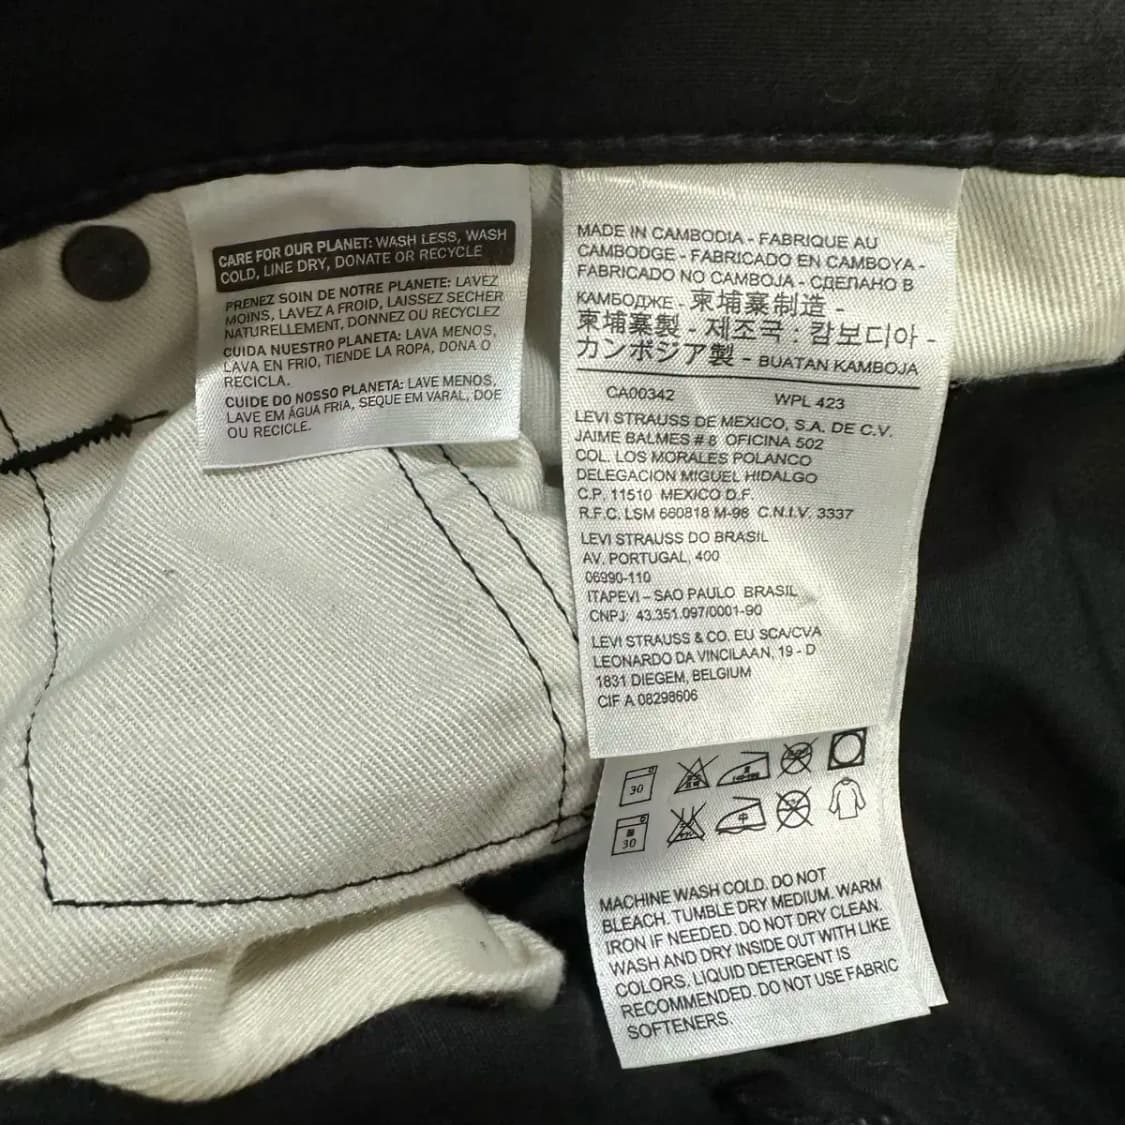 CARE FOR OUR PLANET: WASH LESS, WASH
COLD, LINE DRY, DONATE OR RECYCLE
PRENEZ SOIN DE NOTRE PLANETE: LAVEZ
MOINS, LAVEZ A FROID, LAISSEZ SECHER
NATURELLEMENT, DONNEZ OU RECYCLEZ
CUIDA NUESTRO PLANETA: LAVA MENOS,
LAVA EN FRIO, TIENDE LA ROPA, DONA O
RECICLA.
CUIDE DO NOSSO PLANETA: LAVE MENOS,
LAVE EM ÁGUA FRIA, SEQUE EM VARAL, DOE
OU RECICLE.
MADE IN CAMBODIA - FABRIQUE AU
CAMBODGE - FABRICADO EN CAMBOYA -
FABRICADO NO CAMBOJA - СДЕЛАНО В
КАМБОДЖЕ - 柬埔寨制造 -
柬埔寨製 - 제조국 : 캄보디아 -
カンボジア製 - BUATAN KAMBOJA
CA00342 WPL 423
LEVI STRAUSS DE MEXICO, S.A. DE C.V.
JAIME BALMES # 8 OFICINA 502
COL. LOS MORALES POLANCO
DELEGACION MIGUEL HIDALGO
C.P. 11510 MEXICO D.F.
R.F.C. LSM 660818 M-98 C.N.I.V. 3337
LEVI STRAUSS DO BRASIL
AV. PORTUGAL, 400
06990-110
ITAPEVI – SAO PAULO BRASIL
CNPJ: 43.351.097/0001-90
LEVI STRAUSS & CO. EU SCA/CVA
LEONARDO DA VINCILAAN, 19 - D
1831 DIEGEM, BELGIUM
CIF A 08298606
30
30 中
MACHINE WASH COLD. DO NOT
BLEACH. TUMBLE DRY MEDIUM. WARM
IRON IF NEEDED. DO NOT DRY CLEAN.
WASH AND DRY INSIDE OUT WITH LIKE
COLORS. LIQUID DETERGENT IS
RECOMMENDED. DO NOT USE FABRIC
SOFTENERS.